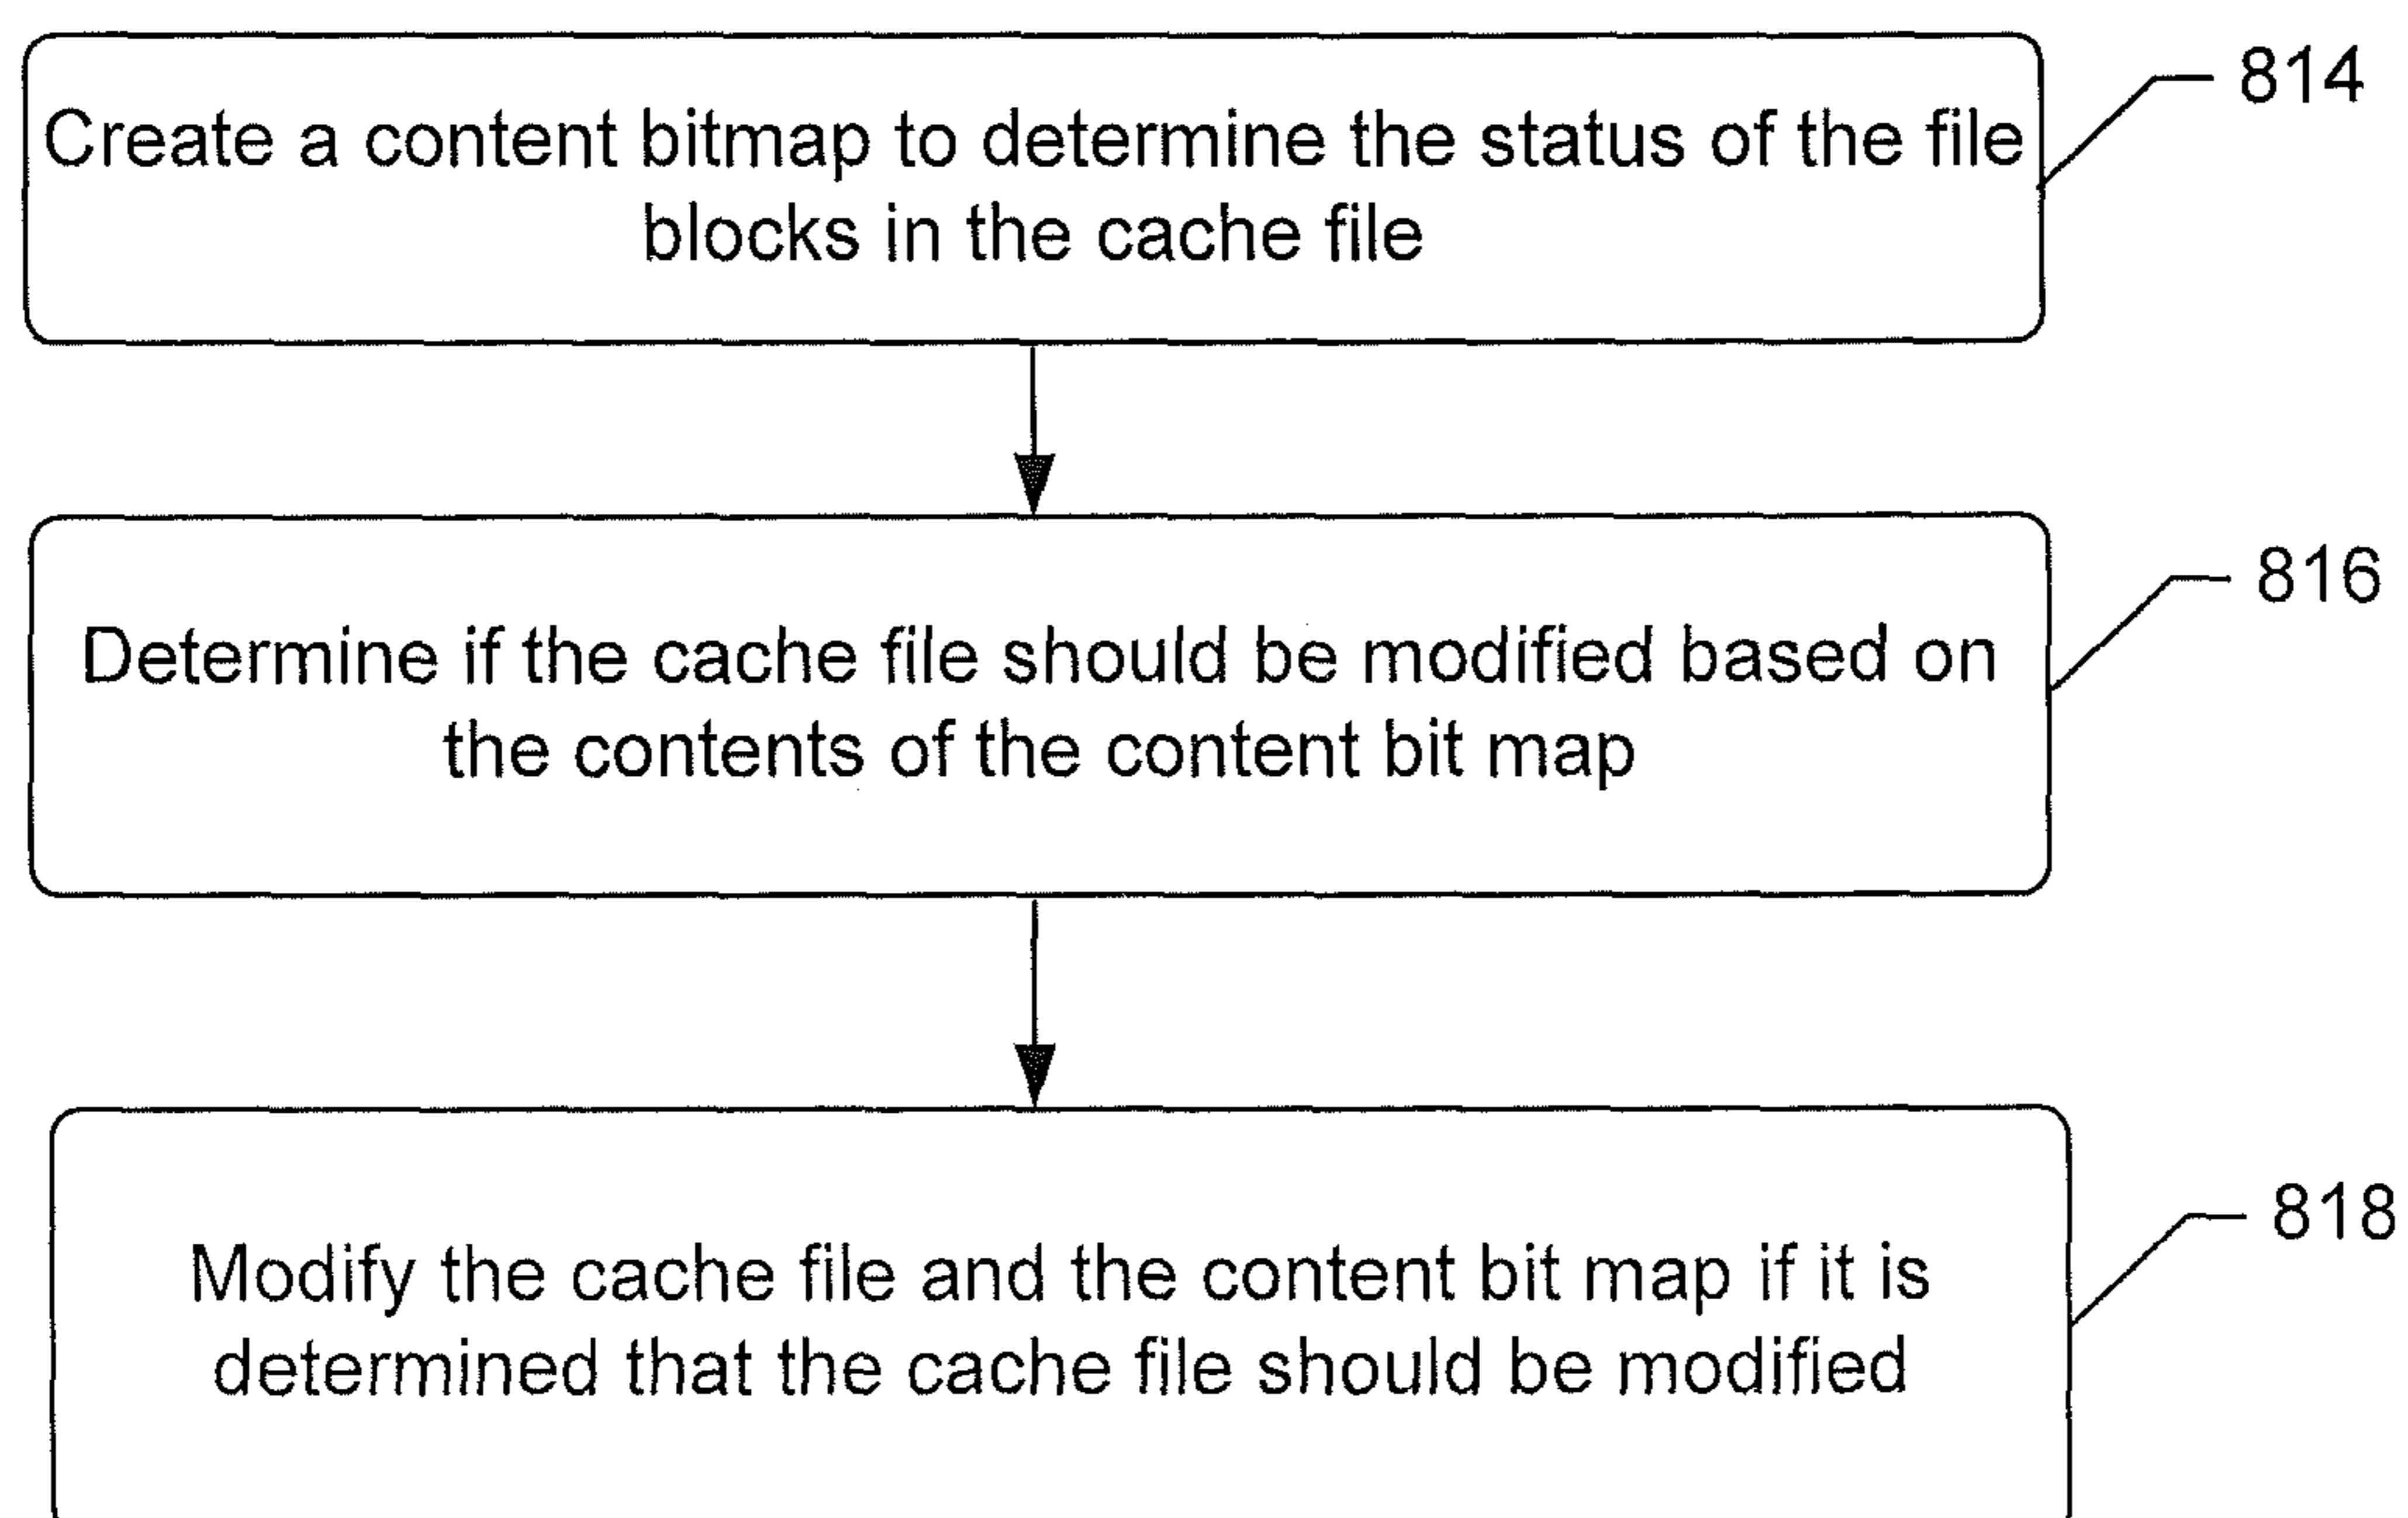 814
Create a content bitmap to determine the status of the file
blocks in the cache file
816
Determine if the cache file should be modified based on
the contents of the content bit map
818
Modify the cache file and the content bit map if it is
determined that the cache file should be modified